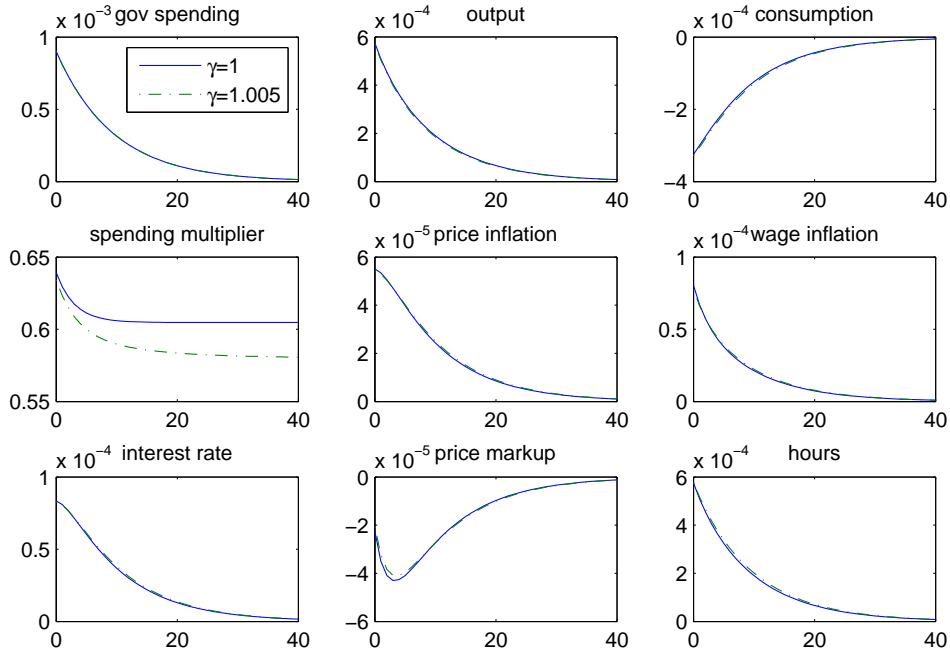 x 10⁻³ gov spending
1
0.5
0
0 20 40
γ=1
γ=1.005
x 10⁻⁴ output
6
4
2
0
0 20 40
x 10⁻⁴ consumption
0
−2
−4
0 20 40
spending multiplier
0.65
0.6
0.55
0 20 40
x 10⁻⁵ price inflation
6
4
2
0
0 20 40
x 10⁻⁴ wage inflation
1
0.5
0
0 20 40
x 10⁻⁴ interest rate
1
0.5
0
0 20 40
x 10⁻⁵ price markup
0
−2
−4
−6
0 20 40
x 10⁻⁴ hours
6
4
2
0
0 20 40